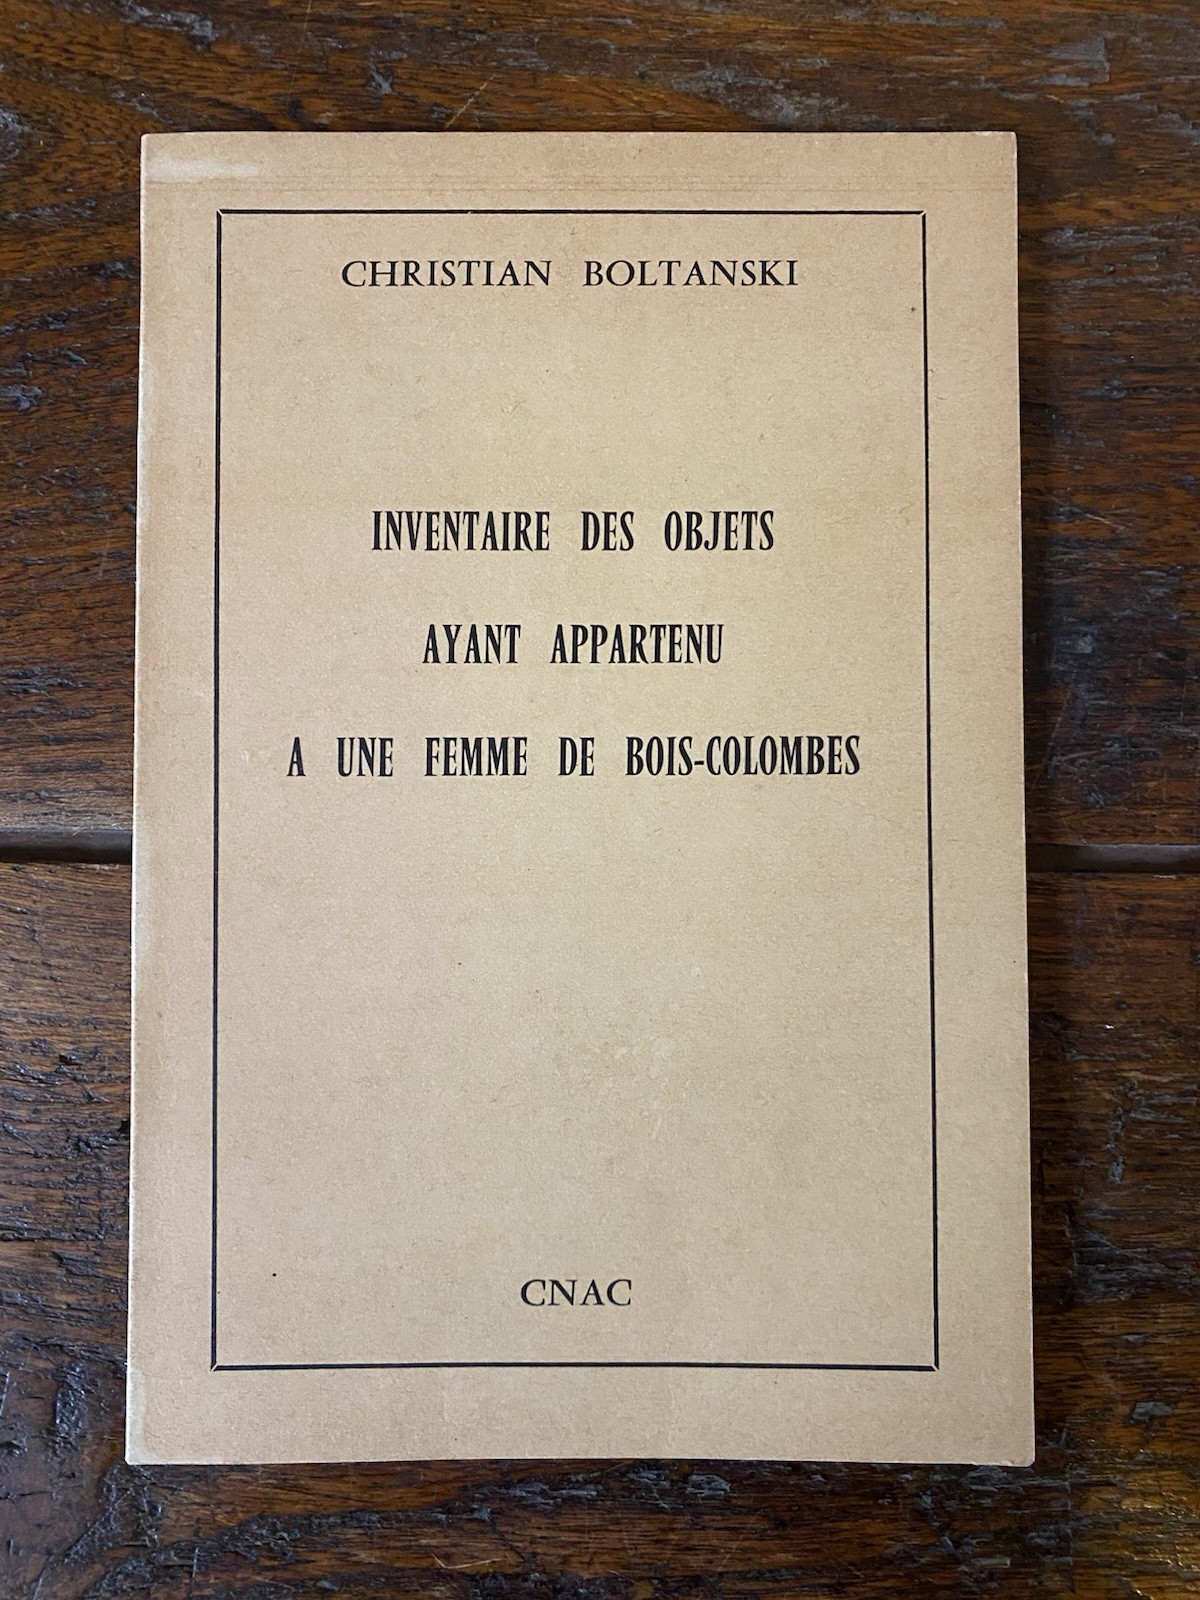 CHRISTIAN BOLTANSKI
INVENTAIRE DES OBJETS
AYANT APPARTENU
A UNE FEMME DE BOIS-COLOMBES
CNAC